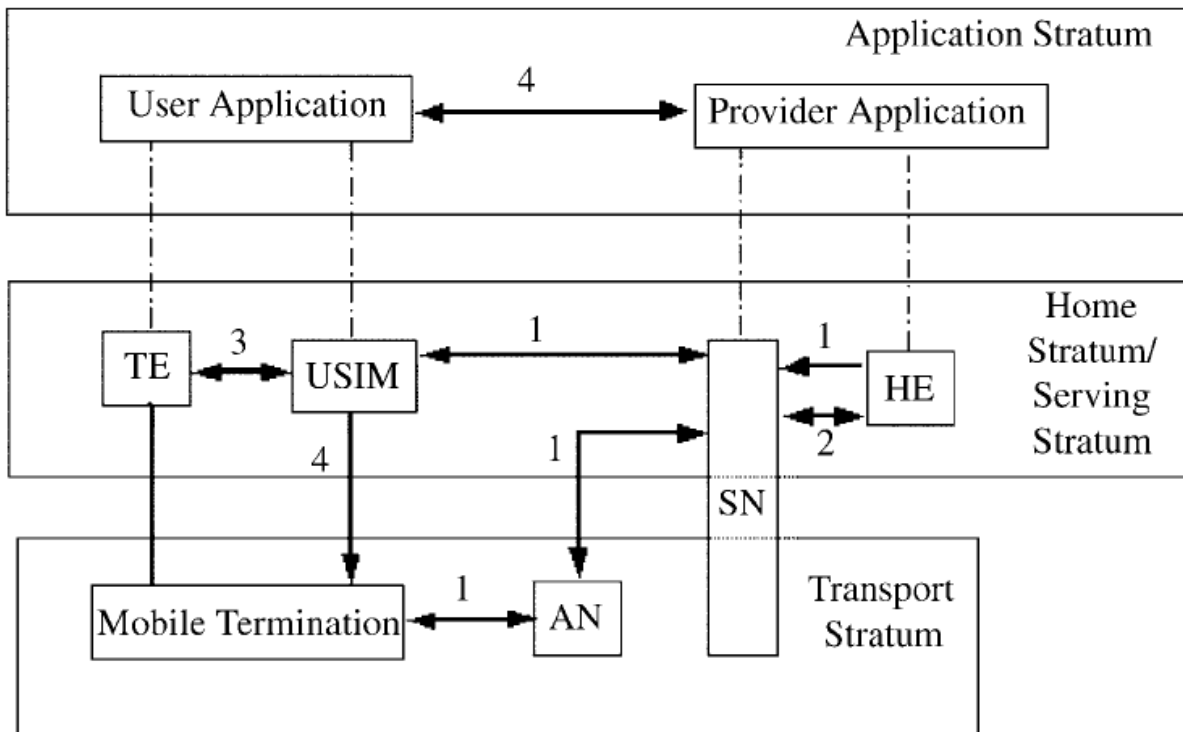 Application Stratum
User Application
4
Provider Application
Home
Stratum/
Serving
Stratum
TE
3
USIM
1
1
HE
2
4
1
SN
Mobile Termination
1
AN
Transport
Stratum